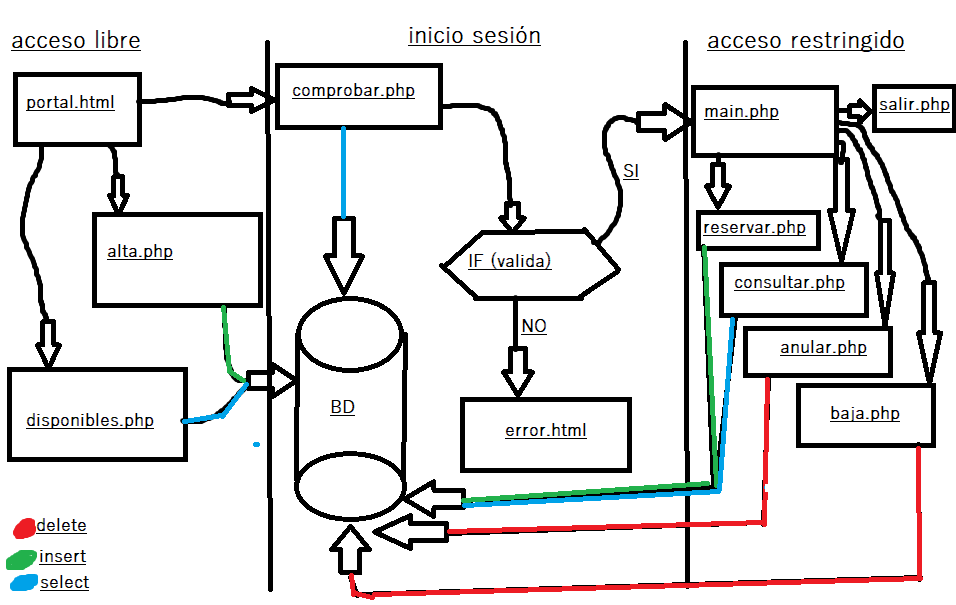 acceso libre
inicio sesión
acceso restringido
portal.html
comprobar.php
main.php
salir.php
SI
alta.php
reservar.php
IF (valida)
consultar.php
NO
anular.php
BD
disponibles.php
error.html
baja.php
delete
insert
select